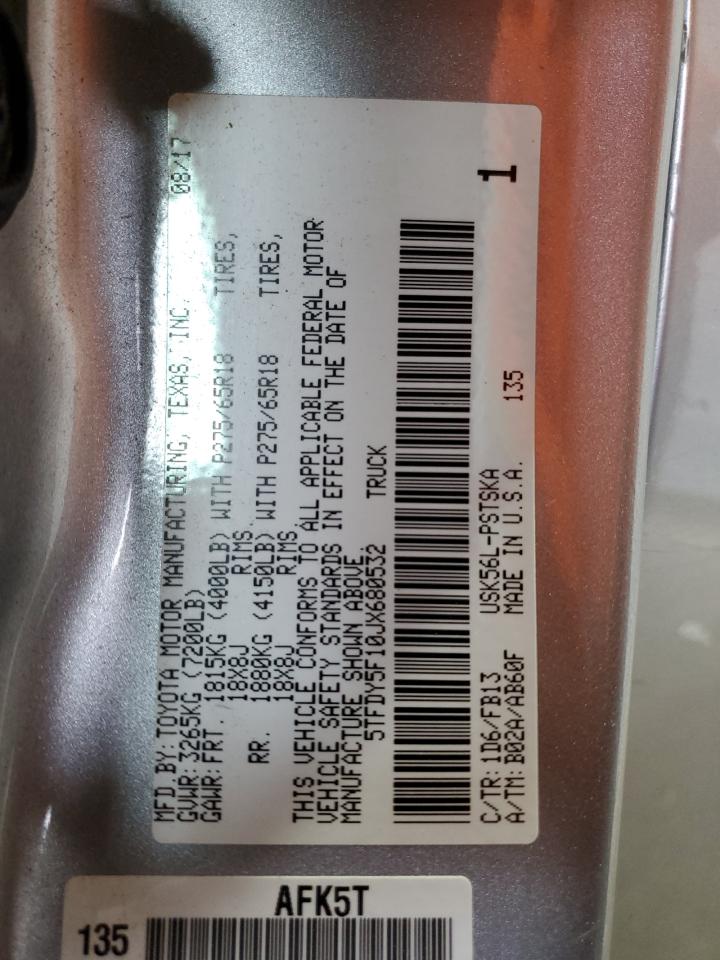 MFD.BY: TOYOTA MOTOR MANUFACTURING, TEXAS, INC. 08/17
GVWR: 3265KG (7200LB)
GAWR: FRT. 1815KG (4000LB) WITH P275/65R18 TIRES,
18X8J RIMS
RR. 1880KG (4150LB) WITH P275/65R18 TIRES,
18X8J RIMS
THIS VEHICLE CONFORMS TO ALL APPLICABLE FEDERAL MOTOR
VEHICLE SAFETY STANDARDS IN EFFECT ON THE DATE OF
MANUFACTURE SHOWN ABOVE.
5TFDY5F10JX680532 TRUCK
1
C/TR: 1D6/FB13 USK56L-PSTSKA
A/TM: B02A/AB60F MADE IN U.S.A. 135
AFK5T
135